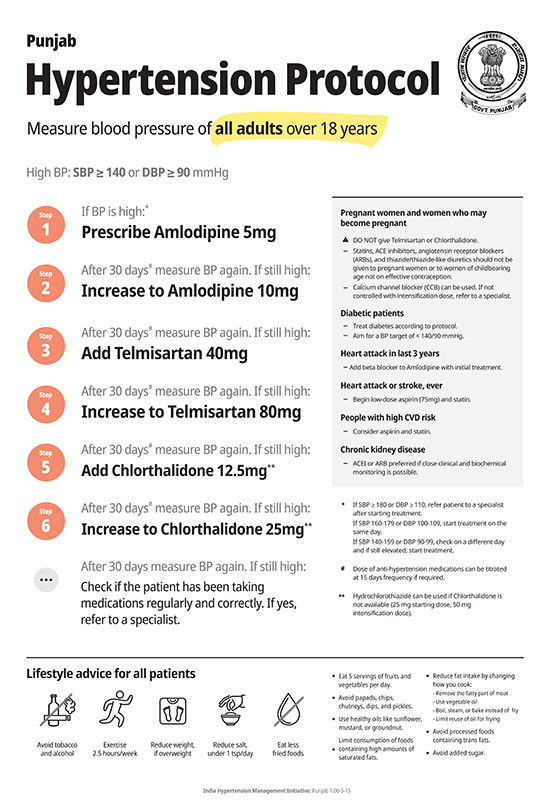 Punjab
Hypertension Protocol
Measure blood pressure of all adults over 18 years
High BP: SBP ≥ 140 or DBP ≥ 90 mmHg
Step
1
If BP is high:*
Prescribe Amlodipine 5mg
Step
2
After 30 days# measure BP again. If still high:
Increase to Amlodipine 10mg
Step
3
After 30 days# measure BP again. If still high:
Add Telmisartan 40mg
Step
4
After 30 days# measure BP again. If still high:
Increase to Telmisartan 80mg
Step
5
After 30 days# measure BP again. If still high:
Add Chlorthalidone 12.5mg**
Step
6
After 30 days# measure BP again. If still high:
Increase to Chlorthalidone 25mg**
...
After 30 days measure BP again. If still high:
Check if the patient has been taking
medications regularly and correctly. If yes,
refer to a specialist.
Pregnant women and women who may
become pregnant
DO NOT give Telmisartan or Chlorthalidone.
– Statins, ACE inhibitors, angiotensin receptor blockers
(ARBs), and thiazide/thiazide-like diuretics should not be
given to pregnant women or to women of childbearing
age not on effective contraception.
– Calcium channel blocker (CCB) can be used. If not
controlled with intensification dose, refer to a specialist.
Diabetic patients
– Treat diabetes according to protocol.
– Aim for a BP target of < 140/90 mmHg.
Heart attack in last 3 years
– Add beta blocker to Amlodipine with initial treatment.
Heart attack or stroke, ever
– Begin low-dose aspirin (75mg) and statin.
People with high CVD risk
– Consider aspirin and statin.
Chronic kidney disease
– ACEI or ARB preferred if close clinical and biochemical
monitoring is possible.
* If SBP ≥ 180 or DBP ≥ 110, refer patient to a specialist
after starting treatment.
If SBP 160-179 or DBP 100-109, start treatment on the
same day.
If SBP 140-159 or DBP 90-99, check on a different day
and if still elevated, start treatment.
# Dose of anti-hypertension medications can be titrated
at 15 days frequency if required.
** Hydrochlorothiazide can be used if Chlorthalidone is
not available (25 mg starting dose, 50 mg
intensification dose).
Lifestyle advice for all patients
Avoid tobacco
and alcohol
Exercise
2.5 hours/week
Reduce weight,
if overweight
Reduce salt,
under 1 tsp/day
Eat less
fried foods
• Eat 5 servings of fruits and
vegetables per day.
• Avoid papads, chips,
chutneys, dips, and pickles.
• Use healthy oils like sunflower,
mustard, or groundnut.
Limit consumption of foods
• containing high amounts of
saturated fats.
• Reduce fat intake by changing
how you cook:
- Remove the fatty part of meat
- Use vegetable oil
- Boil, steam, or bake instead of fry
- Limit reuse of oil for frying
• Avoid processed foods
containing trans fats.
• Avoid added sugar.
India Hypertension Management Initiative: Punjab 1.00-5-15
GOVT. PUNJAB